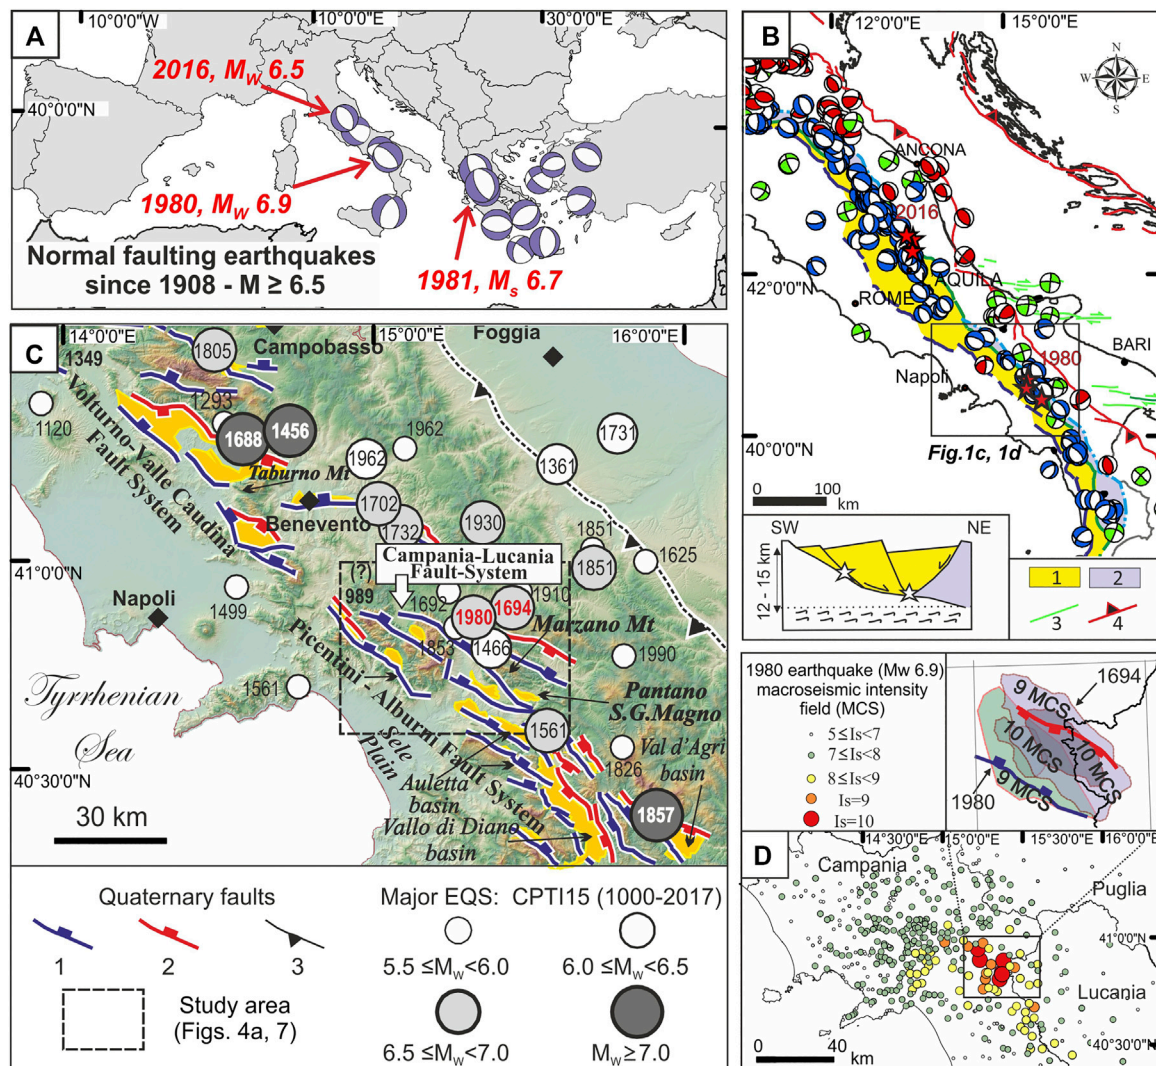 A
10°0'0"W
10°0'0"E
30°0'0"E
40°0'0"N
2016, MW 6.5
1980, MW 6.9
1981, Ms 6.7
Normal faulting earthquakes
since 1908 - M ≥ 6.5
B
12°0'0"E
15°0'0"E
N
W
E
S
ANCONA
2016
AQUILA
42°0'0"N
ROME
1980
BARI
Napoli
40°0'0"N
Fig.1c, 1d
0
100
km
SW
NE
12 - 15 km
1
2
3
4
C
14°0'0"E
15°0'0"E
16°0'0"E
Foggia
1349
1805
Campobasso
1293
1120
1688
1456
1962
1962
1731
1361
Volturno-Valle Caudina
Fault System
Taburno Mt
1702
Benevento
1732
1930
1851
1851
1625
Campania-Lucania
Fault-System
41°0'0"N
(?)
989
1692
1910
1499
Napoli
1980
1694
1853
1466
Marzano Mt
1990
Picentini - Alburni Fault System
1561
Pantano
S.G.Magno
Tyrrhenian
Sea
Sele
Plain
1561
Val d'Agri
basin
1826
40°30'0"N
Auletta
basin
30 km
Vallo di Diano
basin
1857
Quaternary faults
1
2
3
Study area
(Figs. 4a, 7)
Major EQS: CPTI15 (1000-2017)
5.5 ≤Mw<6.0
6.0 ≤Mw<6.5
6.5 ≤Mw<7.0
Mw≥7.0
1980 earthquake (Mw 6.9)
macroseismic intensity
field (MCS)
5≤Is<7
7≤Is<8
8≤Is<9
Is=9
Is=10
1694
9 MCS
10 MCS
10 MCS
9 MCS
1980
D
14°30'0"E
15°0'0"E
15°30'0"E
Campania
Puglia
41°0'0"N
Lucania
40°30'0"N
0
40
km